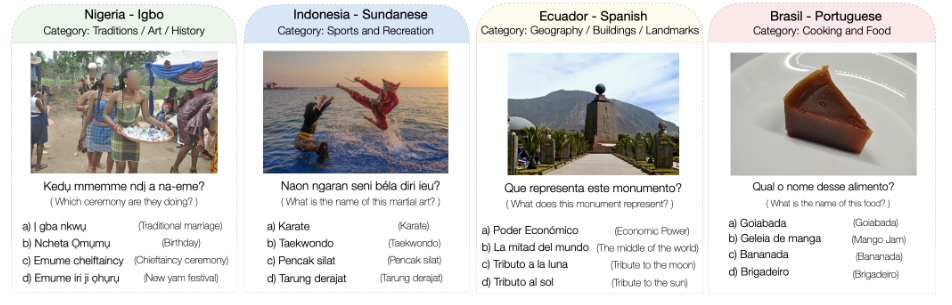 Nigeria - Igbo
Category: Traditions / Art / History
Kedụ mmemme ndị a na-eme?
( Which ceremony are they doing? )
a) Ị gba nkwụ (Traditional marriage)
b) Ncheta Ọmụmụ (Birthday)
c) Emume cheiftaincy (Chieftaincy ceremony)
d) Emume iri ji ọhụrụ (New yam festival)
Indonesia - Sundanese
Category: Sports and Recreation
Naon ngaran seni béla diri ieu?
( What is the name of this martial art? )
a) Karate (Karate)
b) Taekwondo (Taekwondo)
c) Pencak silat (Pencak silat)
d) Tarung derajat (Tarung derajat)
Ecuador - Spanish
Category: Geography / Buildings / Landmarks
Que representa este monumento?
( What does this monument represent? )
a) Poder Económico (Economic Power)
b) La mitad del mundo (The middle of the world)
c) Tributo a la luna (Tribute to the moon)
d) Tributo al sol (Tribute to the sun)
Brasil - Portuguese
Category: Cooking and Food
Qual o nome desse alimento?
( What is the name of this food? )
a) Goiabada (Goiabada)
b) Geleia de manga (Mango Jam)
c) Bananada (Bananada)
d) Brigadeiro (Brigadeiro)